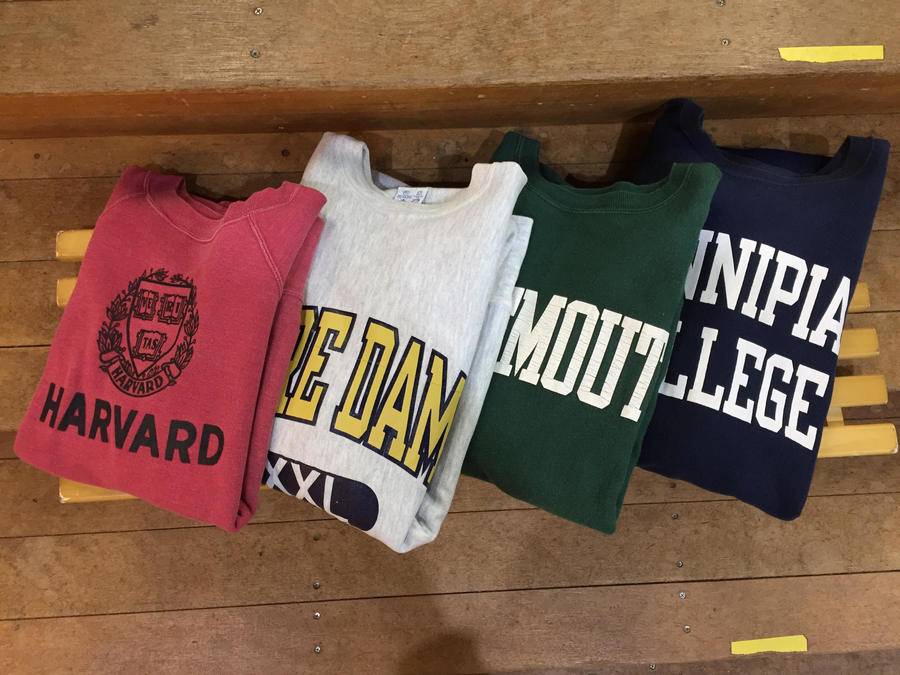 VE RI
TAS
HARVARD
HARVARD
RE DAM
XXL
MOUT
NNIPIA
LLEGE